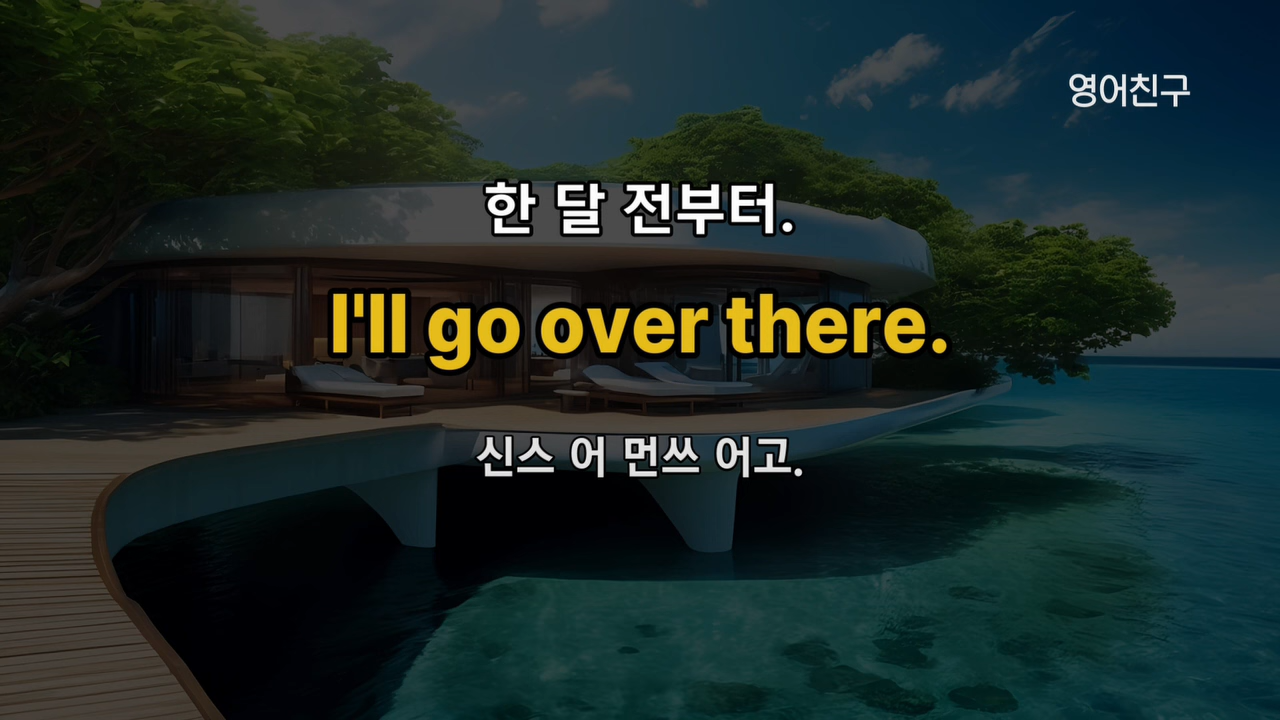 영어친구
한 달 전부터.
I'll go over there.
신스 어 먼쓰 어고.